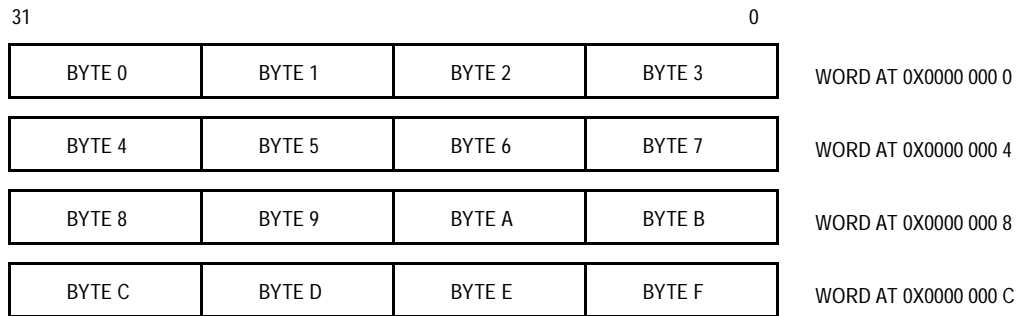 31 0
BYTE 0 BYTE 1 BYTE 2 BYTE 3 WORD AT 0X0000 000 0
BYTE 4 BYTE 5 BYTE 6 BYTE 7 WORD AT 0X0000 000 4
BYTE 8 BYTE 9 BYTE A BYTE B WORD AT 0X0000 000 8
BYTE C BYTE D BYTE E BYTE F WORD AT 0X0000 000 C